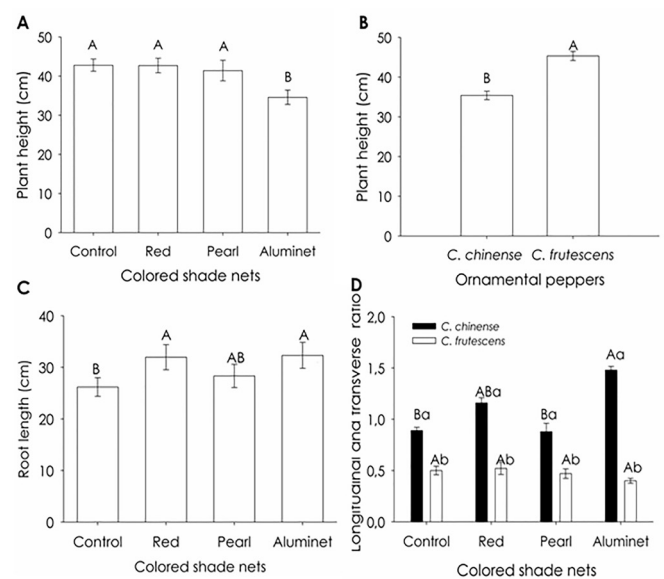 A
Plant height (cm)
50
40
30
20
10
0
A
A
A
B
Control Red Pearl Aluminet
Colored shade nets
B
Plant height (cm)
50
40
30
20
10
0
B
A
C. chinense C. frutescens
Ornamental peppers
C
Root length (cm)
40
30
20
10
0
B
A
AB
A
Control Red Pearl Aluminet
Colored shade nets
D
Longitudinal and transverse ratio
2,0
1,5
1,0
0,5
0,0
C. chinense
C. frutescens
Ba
Ab
ABa
Ab
Ba
Ab
Aa
Ab
Control Red Pearl Aluminet
Colored shade nets